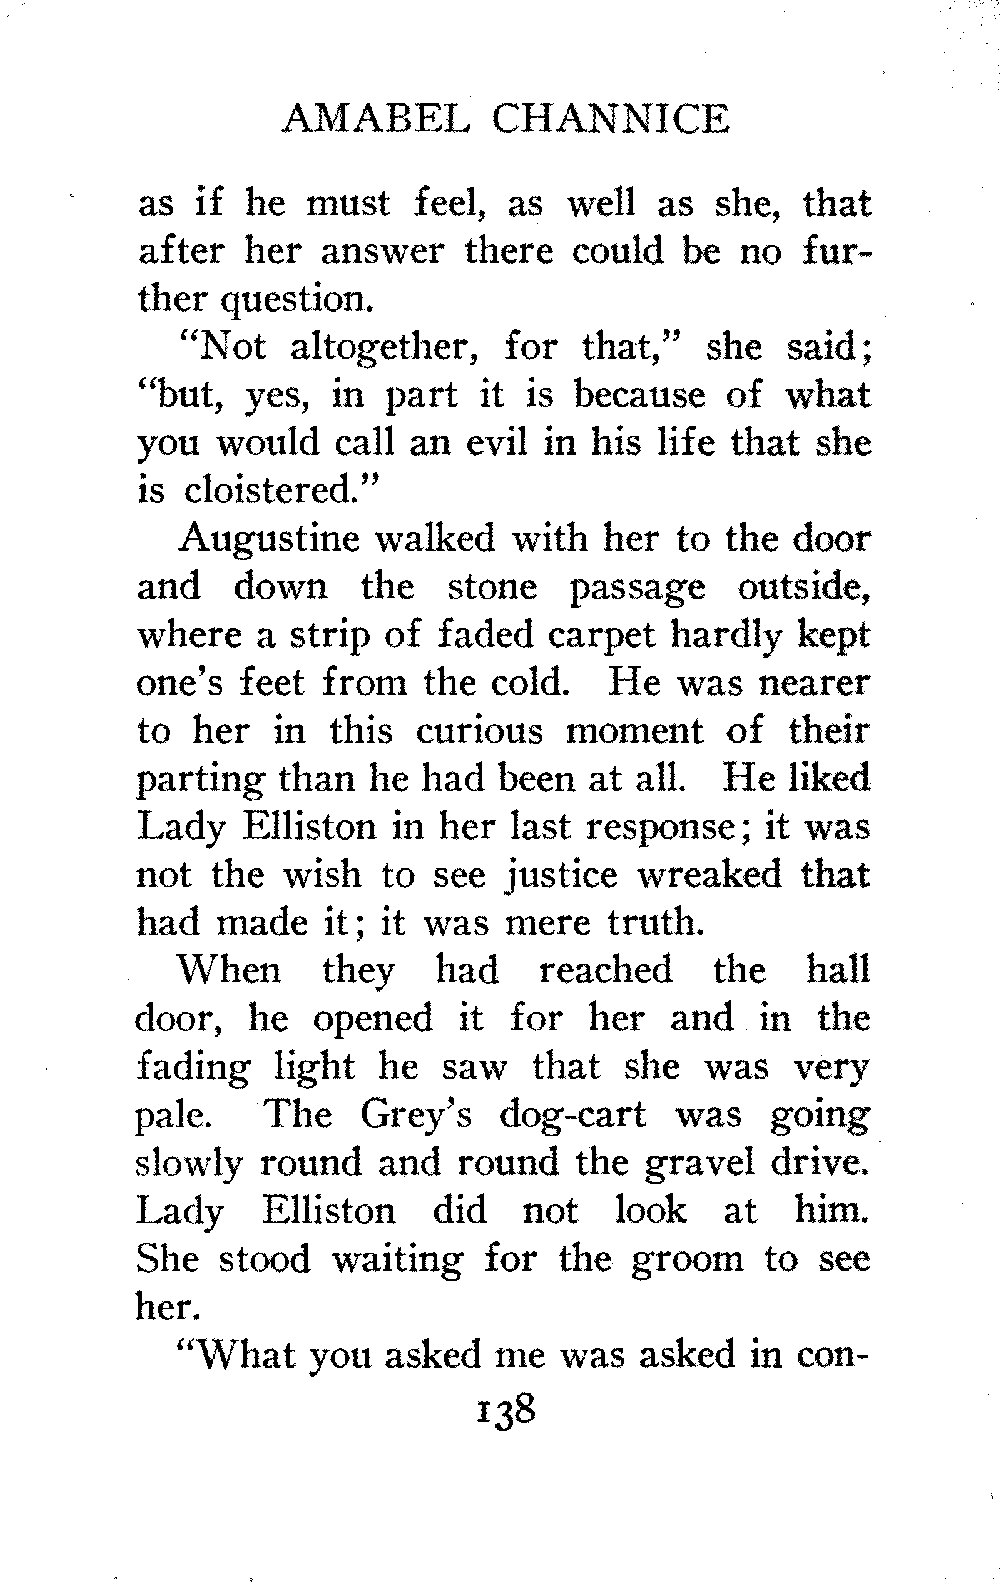 AMABEL CHANNICE
as if he must feel, as well as she, that
after her answer there could be no fur-
ther question.
“Not altogether, for that,” she said;
“but, yes, in part it is because of what
you would call an evil in his life that she
is cloistered.”
Augustine walked with her to the door
and down the stone passage outside,
where a strip of faded carpet hardly kept
one’s feet from the cold. He was nearer
to her in this curious moment of their
parting than he had been at all. He liked
Lady Elliston in her last response; it was
not the wish to see justice wreaked that
had made it; it was mere truth.
When they had reached the hall
door, he opened it for her and in the
fading light he saw that she was very
pale. The Grey’s dog-cart was going
slowly round and round the gravel drive.
Lady Elliston did not look at him.
She stood waiting for the groom to see
her.
“What you asked me was asked in con-
138